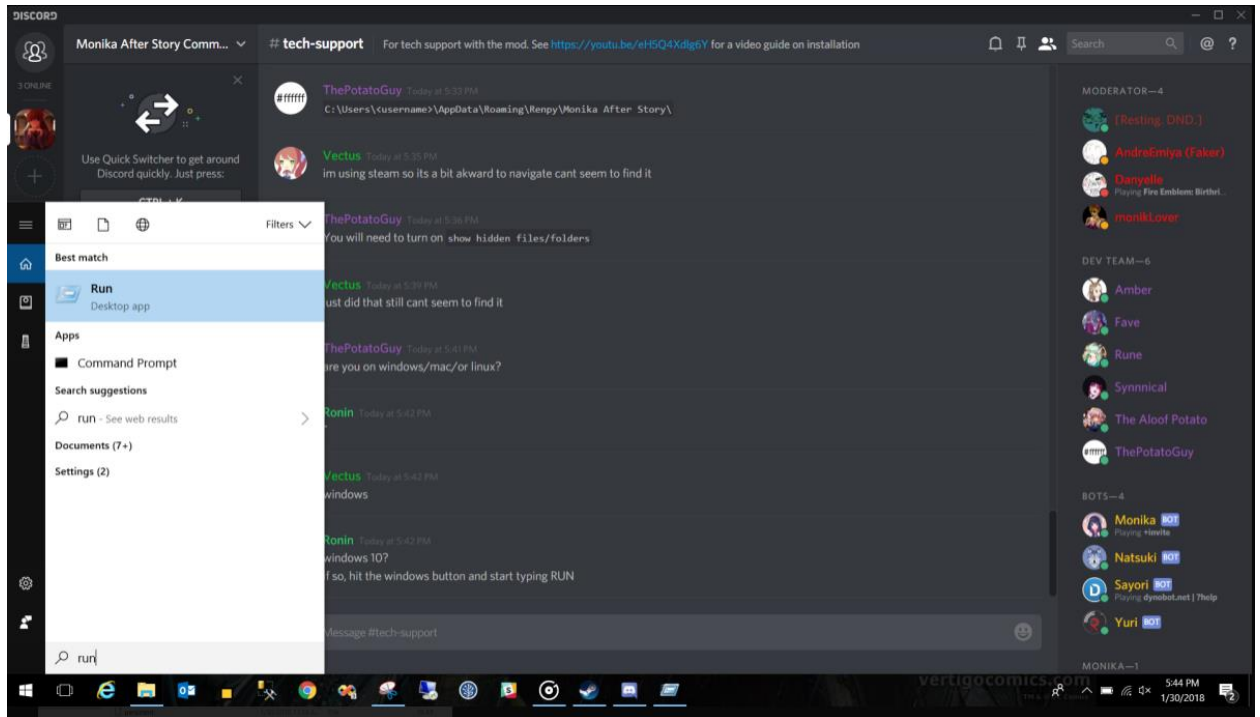 DISCORD
Monika After Story Comm...
# tech-support For tech support with the mod. See https://youtu.be/eHSQ4Xdlg6Y for a video guide on installation
Search
3 ONLINE
Use Quick Switcher to get around
Discord quickly. Just press:
CTRL + K
Filters
Best match
Run
Desktop app
Apps
Command Prompt
Search suggestions
run - See web results
Documents (7+)
Settings (2)
run
#ffffff
ThePotatoGuy Today at 5:33 PM
C:\Users\<username>\AppData\Roaming\Renpy\Monika After Story\
Vectus Today at 5:35 PM
im using steam so its a bit akward to navigate cant seem to find it
ThePotatoGuy Today at 5:36 PM
You will need to turn on show hidden files/folders
Vectus Today at 5:39 PM
ust did that still cant seem to find it
ThePotatoGuy Today at 5:41 PM
are you on windows/mac/or linux?
Ronin Today at 5:42 PM
Vectus Today at 5:42 PM
windows
Ronin Today at 5:42 PM
windows 10?
if so, hit the windows button and start typing RUN
Message #tech-support
MODERATOR—4
[Resting. DND.]
AndreEmiya (Faker)
Danyelle
Playing Fire Emblem: Birthri...
monikLover
DEV TEAM—6
Amber
Fave
Rune
Synnnical
The Aloof Potato
#ffffff
ThePotatoGuy
BOTS—4
Monika BOT
Playing +invite
Natsuki BOT
Sayori BOT
Playing dynobot.net | ?help
Yuri BOT
MONIKA—1
vertigocomics.com
5:44 PM
1/30/2018
2